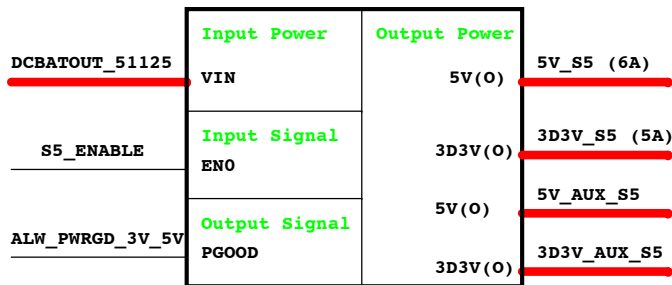 Input Power
Output Power
DCBATOUT_51125
VIN
5V(O)
5V_S5 (6A)
Input Signal
S5_ENABLE
EN0
3D3V(O)
3D3V_S5 (5A)
5V(O)
5V_AUX_S5
Output Signal
ALW_PWRGD_3V_5V
PGOOD
3D3V(O)
3D3V_AUX_S5